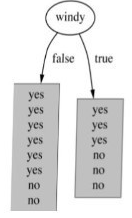 windy
false
true
yes
yes
yes
yes
yes
yes
no
no
yes
yes
yes
no
no
no